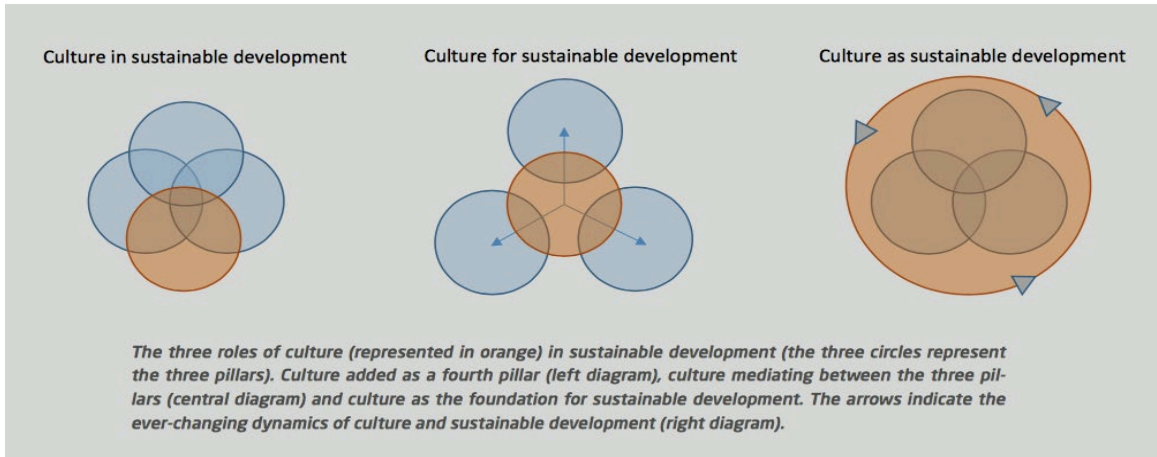 Culture in sustainable development
Culture for sustainable development
Culture as sustainable development
The three roles of culture (represented in orange) in sustainable development (the three circles represent
the three pillars). Culture added as a fourth pillar (left diagram), culture mediating between the three pil-
lars (central diagram) and culture as the foundation for sustainable development. The arrows indicate the
ever-changing dynamics of culture and sustainable development (right diagram).